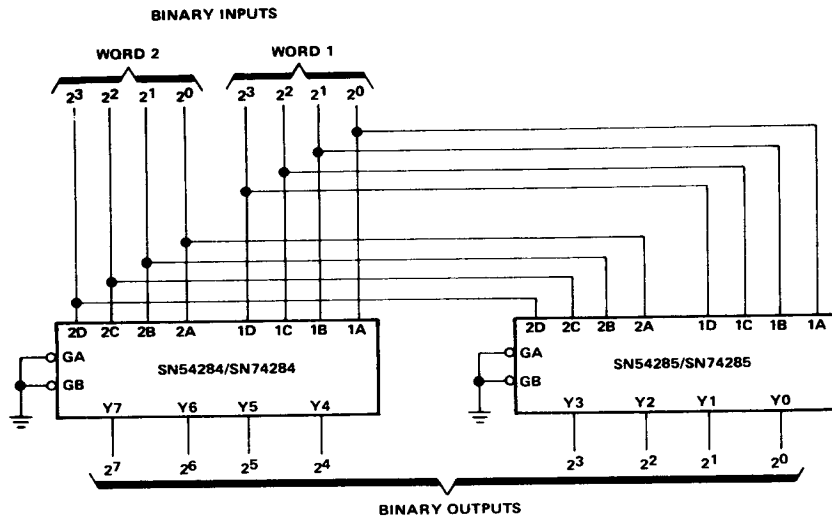 BINARY INPUTS
WORD 2 WORD 1
2³ 2² 2¹ 2⁰ 2³ 2² 2¹ 2⁰
2D 2C 2B 2A 1D 1C 1B 1A 2D 2C 2B 2A 1D 1C 1B 1A
GA GA
SN54284/SN74284 SN54285/SN74285
GB GB
Y7 Y6 Y5 Y4 Y3 Y2 Y1 Y0
2⁷ 2⁶ 2⁵ 2⁴ 2³ 2² 2¹ 2⁰
BINARY OUTPUTS